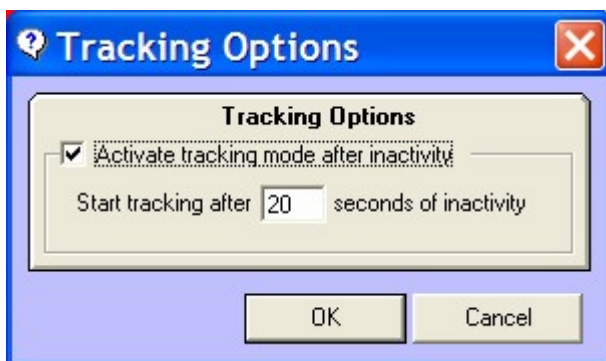 Tracking Options
Tracking Options
Activate tracking mode after inactivity
Start tracking after 20 seconds of inactivity
OK Cancel